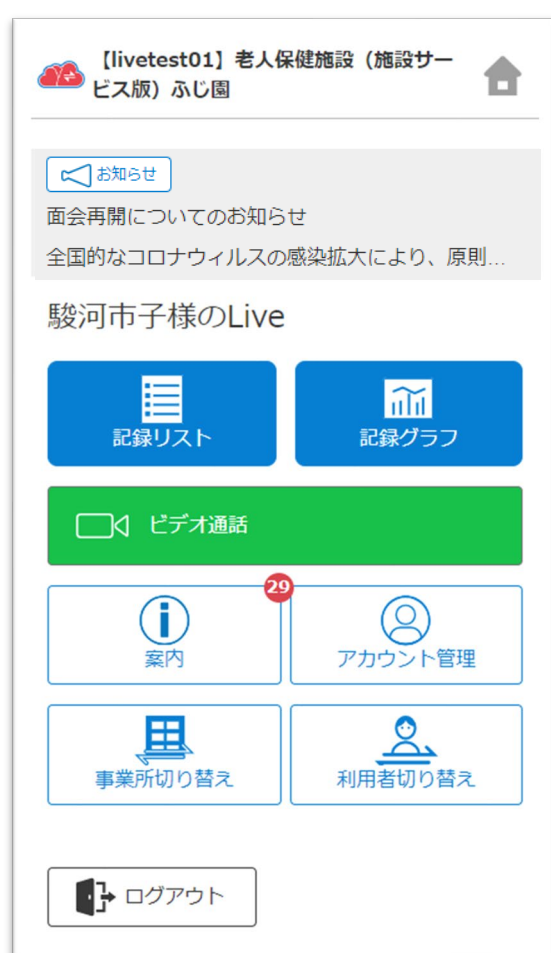 【livetest01】老人保健施設（施設サー
ビス版）ふじ園
お知らせ
面会再開についてのお知らせ
全国的なコロナウィルスの感染拡大により、原則...
駿河市子様のLive
記録リスト
記録グラフ
ビデオ通話
29
案内
アカウント管理
事業所切り替え
利用者切り替え
ログアウト